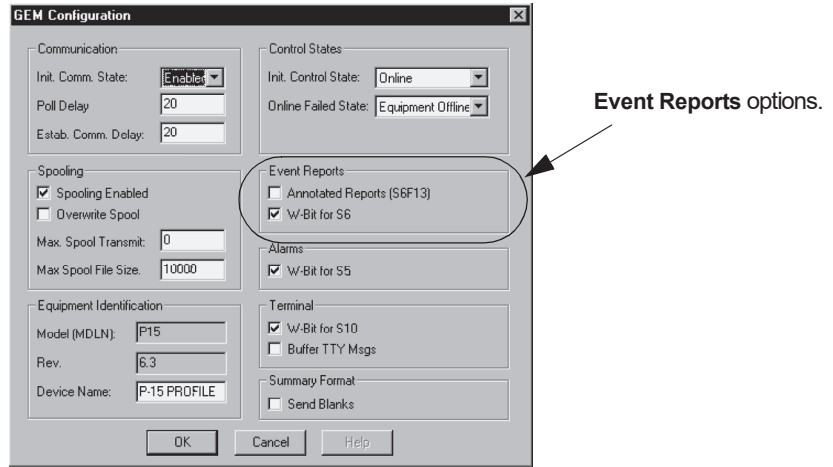 GEM Configuration
Communication
Init. Comm. State: Enabled
Poll Delay 20
Estab. Comm. Delay: 20
Control States
Init. Control State: Online
Online Failed State: Equipment Offline
Event Reports options.
Spooling
Spooling Enabled
Overwrite Spool
Max. Spool Transmit: 0
Max Spool File Size. 10000
Event Reports
Annotated Reports (S6F13)
W-Bit for S6
Alarms
W-Bit for S5
Equipment Identification
Model (MDLN): P15
Rev. 6.3
Device Name: P-15 PROFILE
Terminal
W-Bit for S10
Buffer TTY Msgs
Summary Format
Send Blanks
OK
Cancel
Help